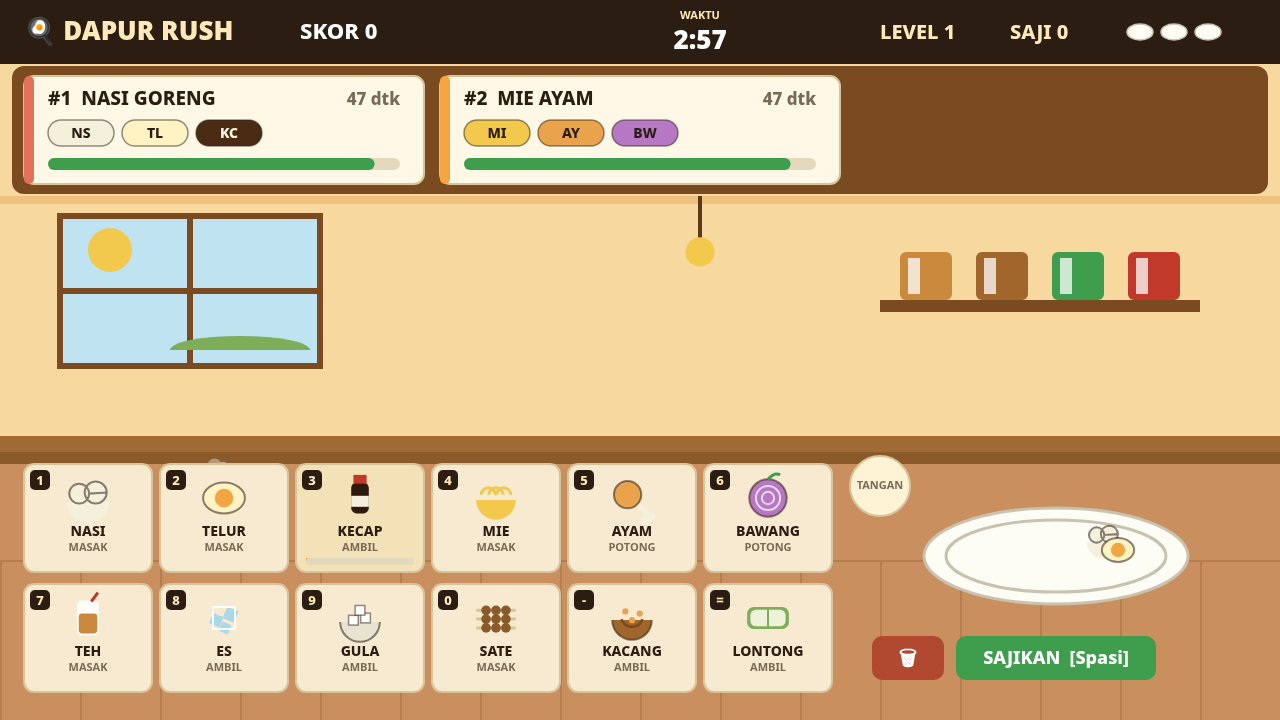 DAPUR RUSH
SKOR 0
WAKTU
2:57
LEVEL 1
SAJI 0
#1 NASI GORENG
47 dtk
NS TL KC
#2 MIE AYAM
47 dtk
MI AY BW
1
NASI
MASAK
2
TELUR
MASAK
3
KECAP
AMBIL
4
MIE
MASAK
5
AYAM
POTONG
6
BAWANG
POTONG
TANGAN
7
TEH
MASAK
8
ES
AMBIL
9
GULA
AMBIL
0
SATE
MASAK
-
KACANG
AMBIL
=
LONTONG
AMBIL
SAJIKAN [Spasi]